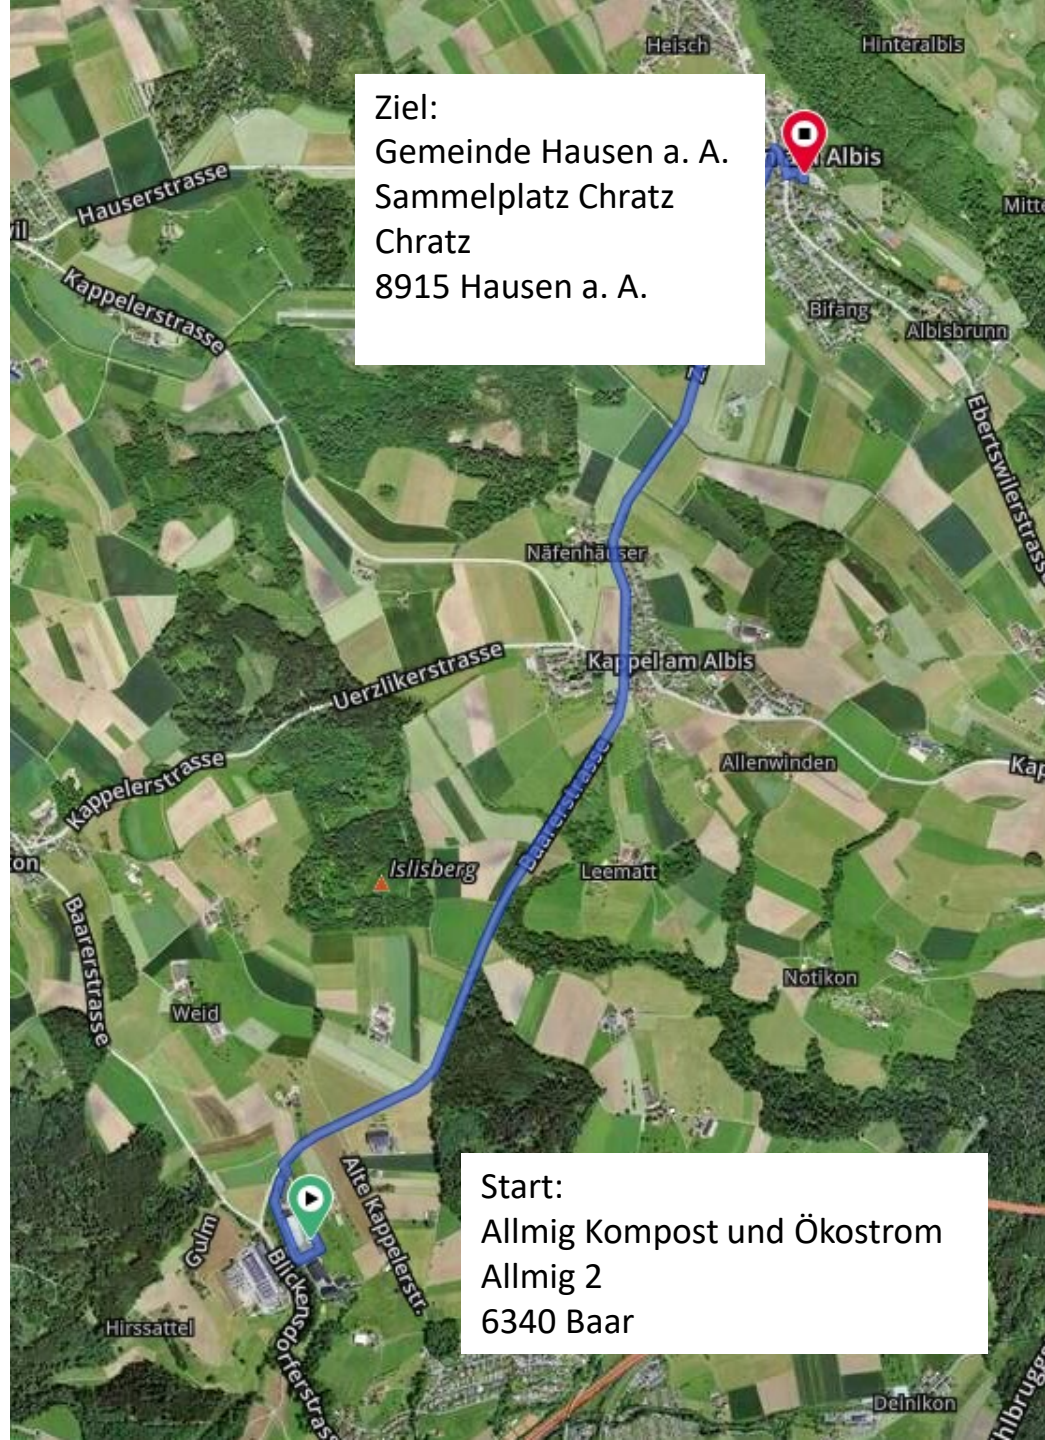 Heisch
Hinteralbis
Ziel:
Gemeinde Hausen a. A.
Sammelplatz Chratz
Chratz
8915 Hausen a. A.
Albis
Hauserstrasse
Kappelerstrasse
Bifang
Albisbrunn
Ebertswilerstrasse
Näfenhäuser
Kappel am Albis
Uerzlikerstrasse
Kappelerstrasse
Baarerstrasse
Allenwinden
Islisberg
Leematt
Baarerstrasse
Notikon
Weid
Start:
Allmig Kompost und Ökostrom
Allmig 2
6340 Baar
Alte Kappelerstr.
Gulm
Blickensdorferstrass
Hirssattel
Deinikon